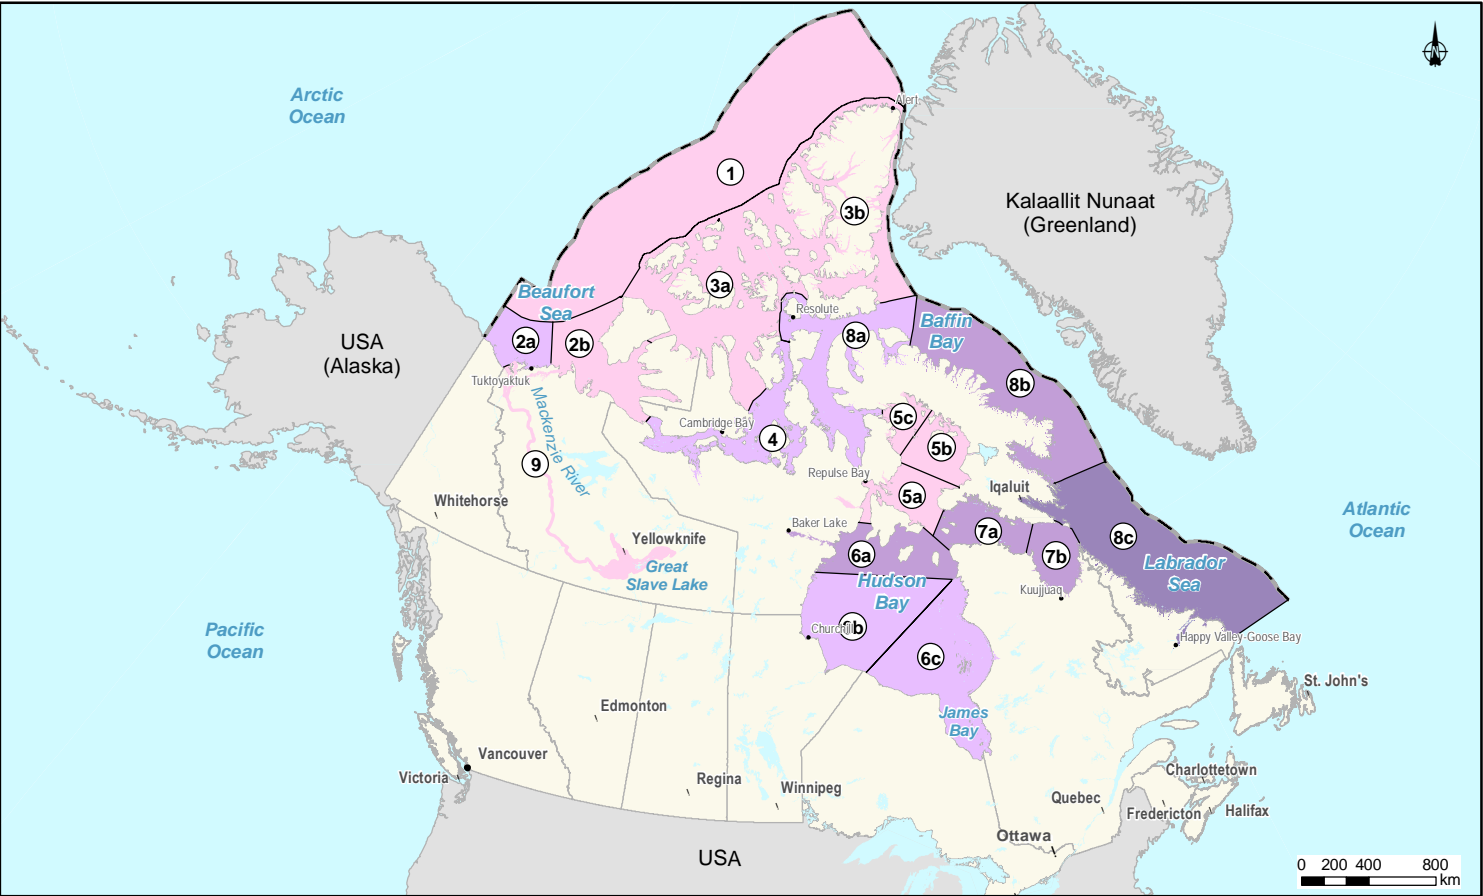 N
Arctic
Ocean
Alert
1
3b
Kalaallit Nunaat
(Greenland)
3a
Beaufort
Sea
Resolute
Baffin
Bay
USA
(Alaska)
2a
2b
8a
8b
Tuktoyaktuk
Mackenzie River
Cambridge Bay
4
5c
5b
9
Repulse Bay
5a
Iqaluit
Whitehorse
Atlantic
Ocean
Baker Lake
7a
8c
Yellowknife
6a
7b
Great
Slave Lake
Hudson
Bay
Labrador
Sea
Kuujjuaq
Pacific
Ocean
Churchill
b
6c
Happy Valley-Goose Bay
St. John's
Edmonton
James
Bay
Vancouver
Victoria
Regina
Winnipeg
Charlottetown
Quebec
Fredericton
Halifax
Ottawa
USA
0 200 400 800
km